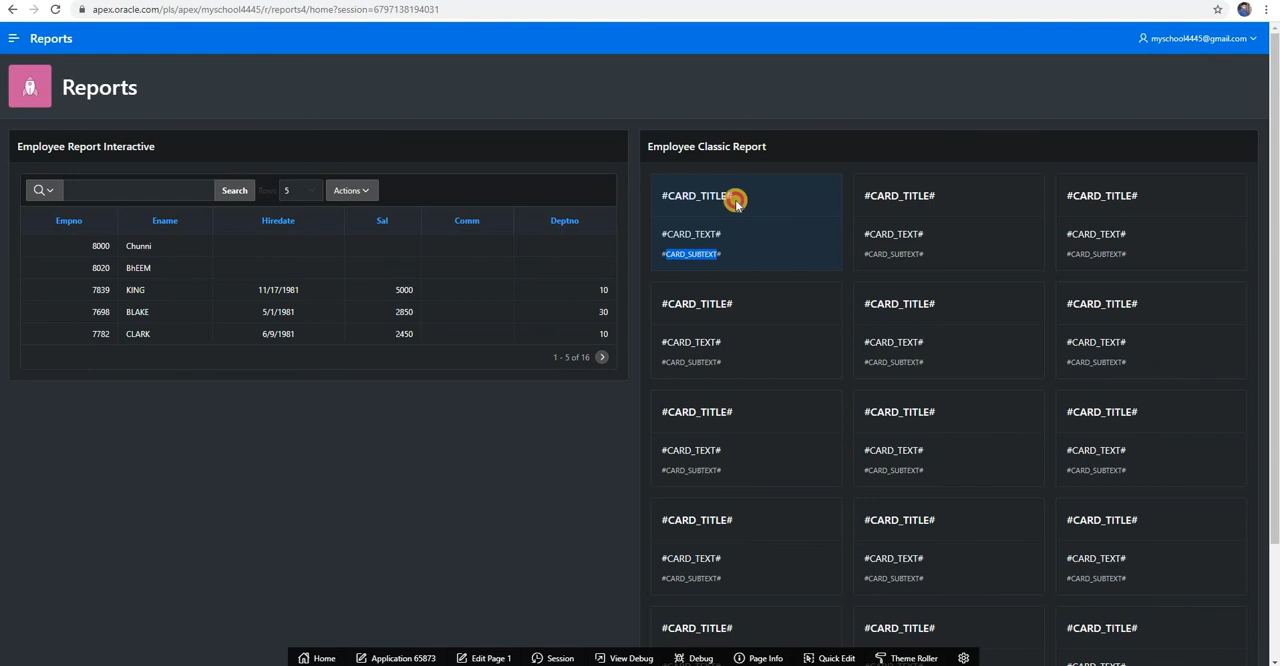 apex.oracle.com/pls/apex/myschool4445/r/reports4/home?session=6797138194031
Reports
myschool4445@gmail.com
Reports
Employee Report Interactive
Search Rows 5 Actions
Empno Ename Hiredate Sal Comm Deptno
8000 Chunni
8020 BhEEM
7839 KING 11/17/1981 5000 10
7698 BLAKE 5/1/1981 2850 30
7782 CLARK 6/9/1981 2450 10
1 - 5 of 16
Employee Classic Report
#CARD_TITLE# #CARD_TITLE# #CARD_TITLE#
#CARD_TEXT# #CARD_TEXT# #CARD_TEXT#
#CARD_SUBTEXT# #CARD_SUBTEXT# #CARD_SUBTEXT#
#CARD_TITLE# #CARD_TITLE# #CARD_TITLE#
#CARD_TEXT# #CARD_TEXT# #CARD_TEXT#
#CARD_SUBTEXT# #CARD_SUBTEXT# #CARD_SUBTEXT#
#CARD_TITLE# #CARD_TITLE# #CARD_TITLE#
#CARD_TEXT# #CARD_TEXT# #CARD_TEXT#
#CARD_SUBTEXT# #CARD_SUBTEXT# #CARD_SUBTEXT#
#CARD_TITLE# #CARD_TITLE# #CARD_TITLE#
#CARD_TEXT# #CARD_TEXT# #CARD_TEXT#
#CARD_SUBTEXT# #CARD_SUBTEXT# #CARD_SUBTEXT#
#CARD_TITLE# #CARD_TITLE# #CARD_TITLE#
Home Application 65873 Edit Page 1 Session View Debug Debug Page Info Quick Edit Theme Roller